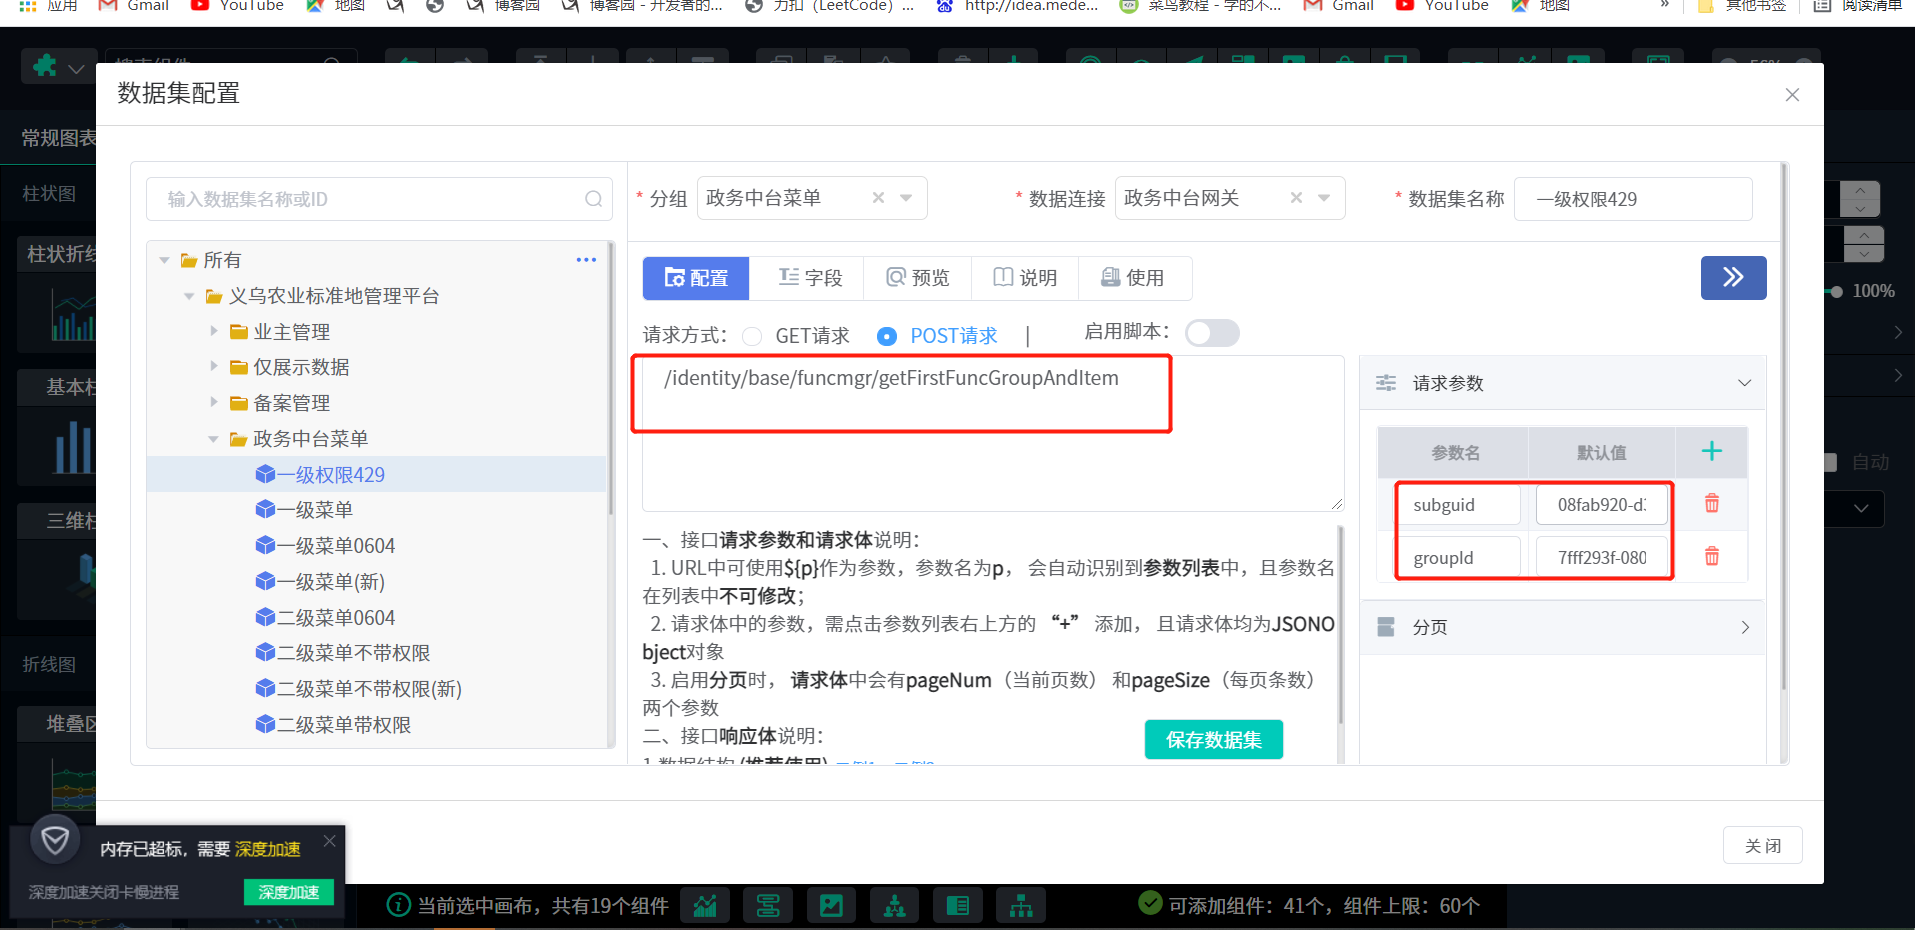 应用 Gmail YouTube 地图 博客园 博客园 - 开发者的... 力扣（LeetCode）... http://idea.mede... 菜鸟教程 - 学的不... Gmail YouTube 地图 » 其他书签 阅读清单
搜索组件 56%
数据集配置
常规图表
柱状图
柱状折线
基本柱
三维柱
折线图
堆叠区
输入数据集名称或ID
* 分组 政务中台菜单
* 数据连接 政务中台网关
* 数据集名称 一级权限429
所有
义乌农业标准地管理平台
业主管理
仅展示数据
备案管理
政务中台菜单
一级权限429
一级菜单
一级菜单0604
一级菜单(新)
二级菜单0604
二级菜单不带权限
二级菜单不带权限(新)
二级菜单带权限
配置 字段 预览 说明 使用
请求方式： GET请求 POST请求 | 启用脚本：
/identity/base/funcmgr/getFirstFuncGroupAndItem
一、接口请求参数和请求体说明：
1. URL中可使用${p}作为参数，参数名为p， 会自动识别到参数列表中，且参数名
在列表中不可修改；
2. 请求体中的参数，需点击参数列表右上方的 “+” 添加， 且请求体均为JSONO
bject对象
3. 启用分页时， 请求体中会有pageNum（当前页数） 和pageSize（每页条数）
两个参数
二、接口响应体说明：
保存数据集
请求参数
参数名 默认值
subguid 08fab920-d
groupId 7fff293f-080
分页
100%
自动
关 闭
内存已超标，需要 深度加速
深度加速关闭卡慢进程 深度加速
当前选中画布，共有19个组件
可添加组件：41个，组件上限：60个